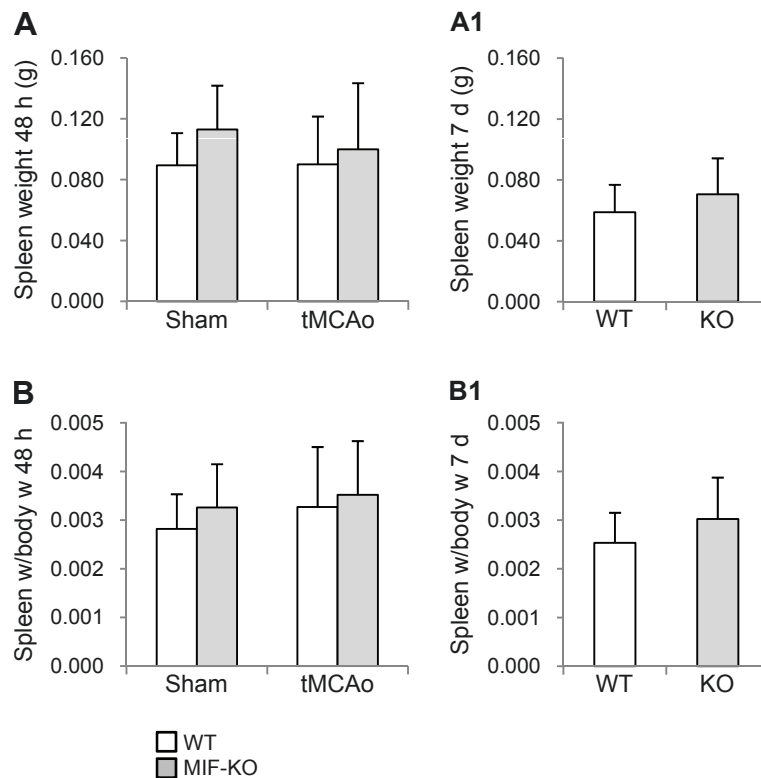 A
Spleen weight 48 h (g)
0.160
0.120
0.080
0.040
0.000
Sham
tMCAo
A1
Spleen weight 7 d (g)
0.160
0.120
0.080
0.040
0.000
WT
KO
B
Spleen w/body w 48 h
0.005
0.004
0.003
0.002
0.001
0.000
Sham
tMCAo
B1
Spleen w/body w 7 d
0.005
0.004
0.003
0.002
0.001
0.000
WT
KO
WT
MIF-KO